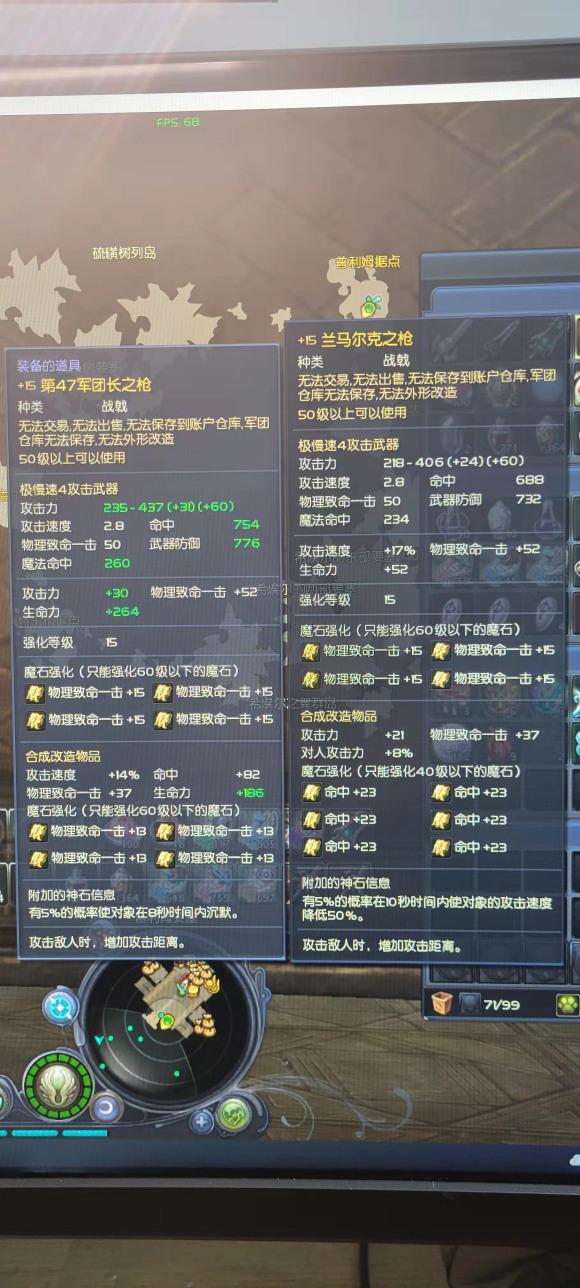 FPS: 68
硫磺树列岛
普利姆据点
装备的道具
+15 第47军团长之枪
种类 战戟
无法交易,无法出售,无法保存到账户仓库,军团
仓库无法保存,无法外形改造
50级以上可以使用
极慢速4攻击武器
攻击力 235-437 (+31)(+60)
攻击速度 2.8 命中 754
物理致命一击 50 武器防御 776
魔法命中 260
攻击力 +30 物理致命一击 +52
生命力 +264
强化等级 15
魔石强化（只能强化60级以下的魔石）
物理致命一击 +15 物理致命一击 +15
物理致命一击 +15 物理致命一击 +15
合成改造物品
攻击速度 +14% 命中 +82
物理致命一击 +37 生命力 +186
魔石强化（只能强化60级以下的魔石）
物理致命一击 +13 物理致命一击 +13
物理致命一击 +13 物理致命一击 +13
附加的神石信息
有5%的概率使对象在8秒时间内沉默。
攻击敌人时，增加攻击距离。
+15 兰马尔克之枪
种类 战戟
无法交易,无法出售,无法保存到账户仓库,军团
仓库无法保存,无法外形改造
50级以上可以使用
极慢速4攻击武器
攻击力 218-406 (+24)(+60)
攻击速度 2.8 命中 688
物理致命一击 50 武器防御 732
魔法命中 234
攻击速度 +17% 物理致命一击 +52
生命力 +52
强化等级 15
魔石强化（只能强化60级以下的魔石）
物理致命一击 +15 物理致命一击 +15
物理致命一击 +15 物理致命一击 +15
合成改造物品
攻击力 +21 物理致命一击 +37
对人攻击力 +8%
魔石强化（只能强化40级以下的魔石）
命中 +23 命中 +23
命中 +23 命中 +23
命中 +23 命中 +23
附加的神石信息
有5%的概率在10秒时间内使对象的攻击速度
降低50%。
攻击敌人时，增加攻击距离。
71/99